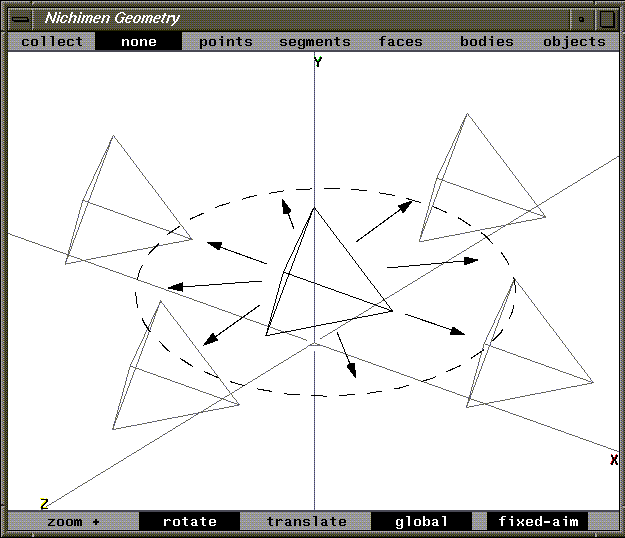 Nichimen Geometry
collect none points segments faces bodies objects
Y
X
Z
zoom + rotate translate global fixed-aim